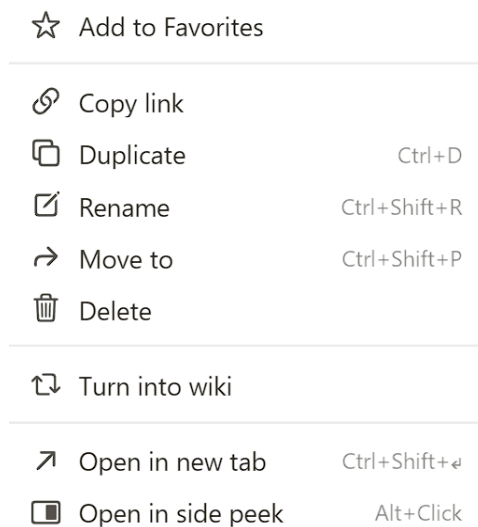 Add to Favorites
Copy link
Duplicate Ctrl+D
Rename Ctrl+Shift+R
Move to Ctrl+Shift+P
Delete
Turn into wiki
Open in new tab Ctrl+Shift+↵
Open in side peek Alt+Click